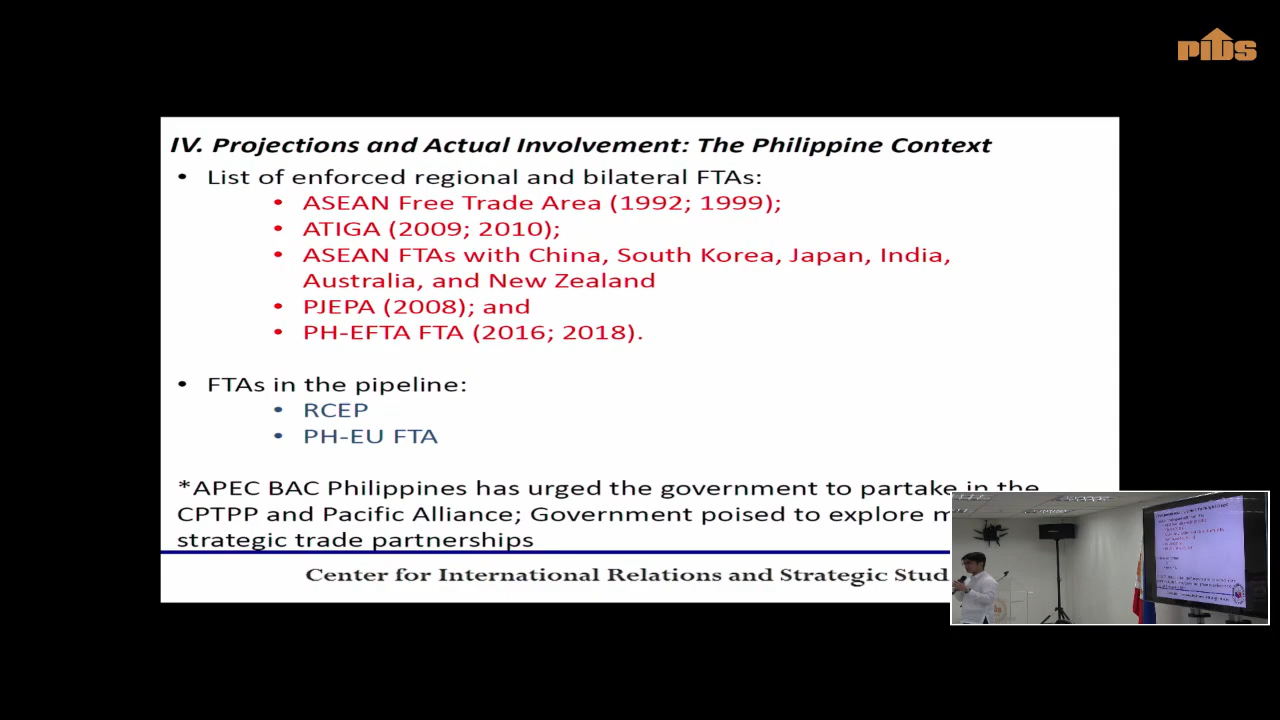 PIDS
IV. Projections and Actual Involvement: The Philippine Context
• List of enforced regional and bilateral FTAs:
• ASEAN Free Trade Area (1992; 1999);
• ATIGA (2009; 2010);
• ASEAN FTAs with China, South Korea, Japan, India,
Australia, and New Zealand
• PJEPA (2008); and
• PH-EFTA FTA (2016; 2018).
• FTAs in the pipeline:
• RCEP
• PH-EU FTA
*APEC BAC Philippines has urged the government to partake in the
CPTPP and Pacific Alliance; Government poised to explore m
strategic trade partnerships
Center for International Relations and Strategic Stud